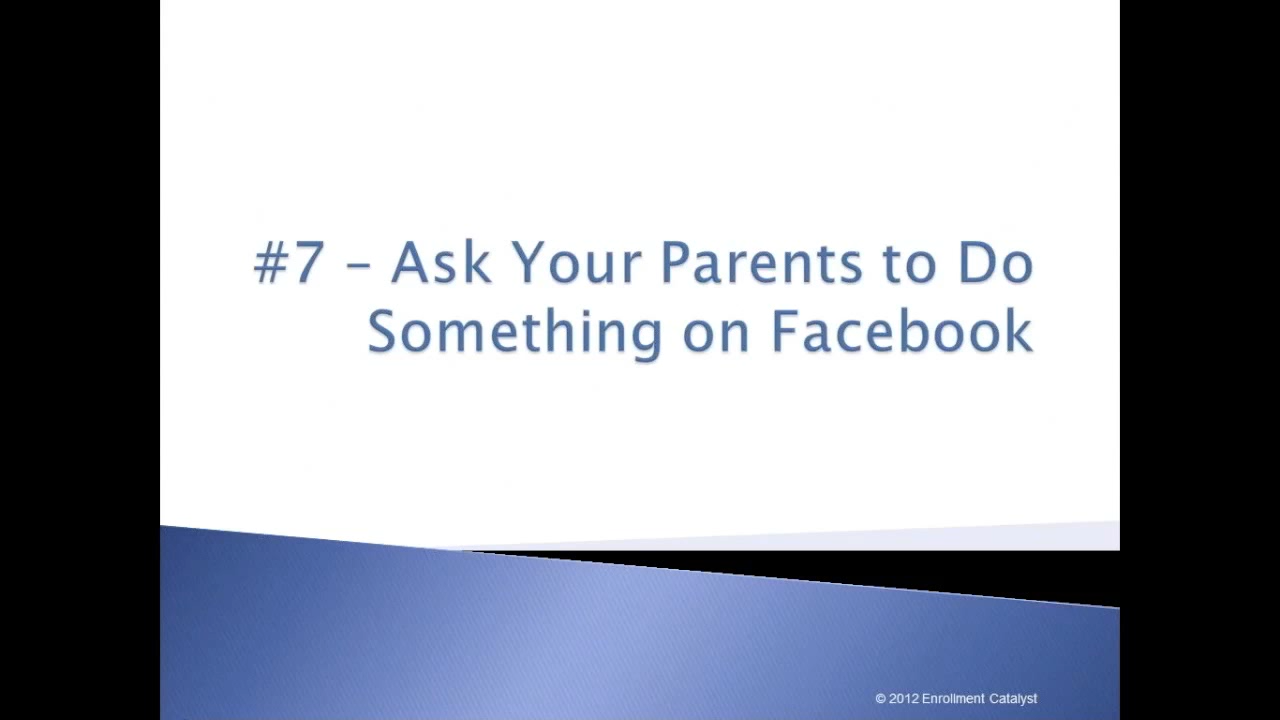 #7 – Ask Your Parents to Do
Something on Facebook
© 2012 Enrollment Catalyst